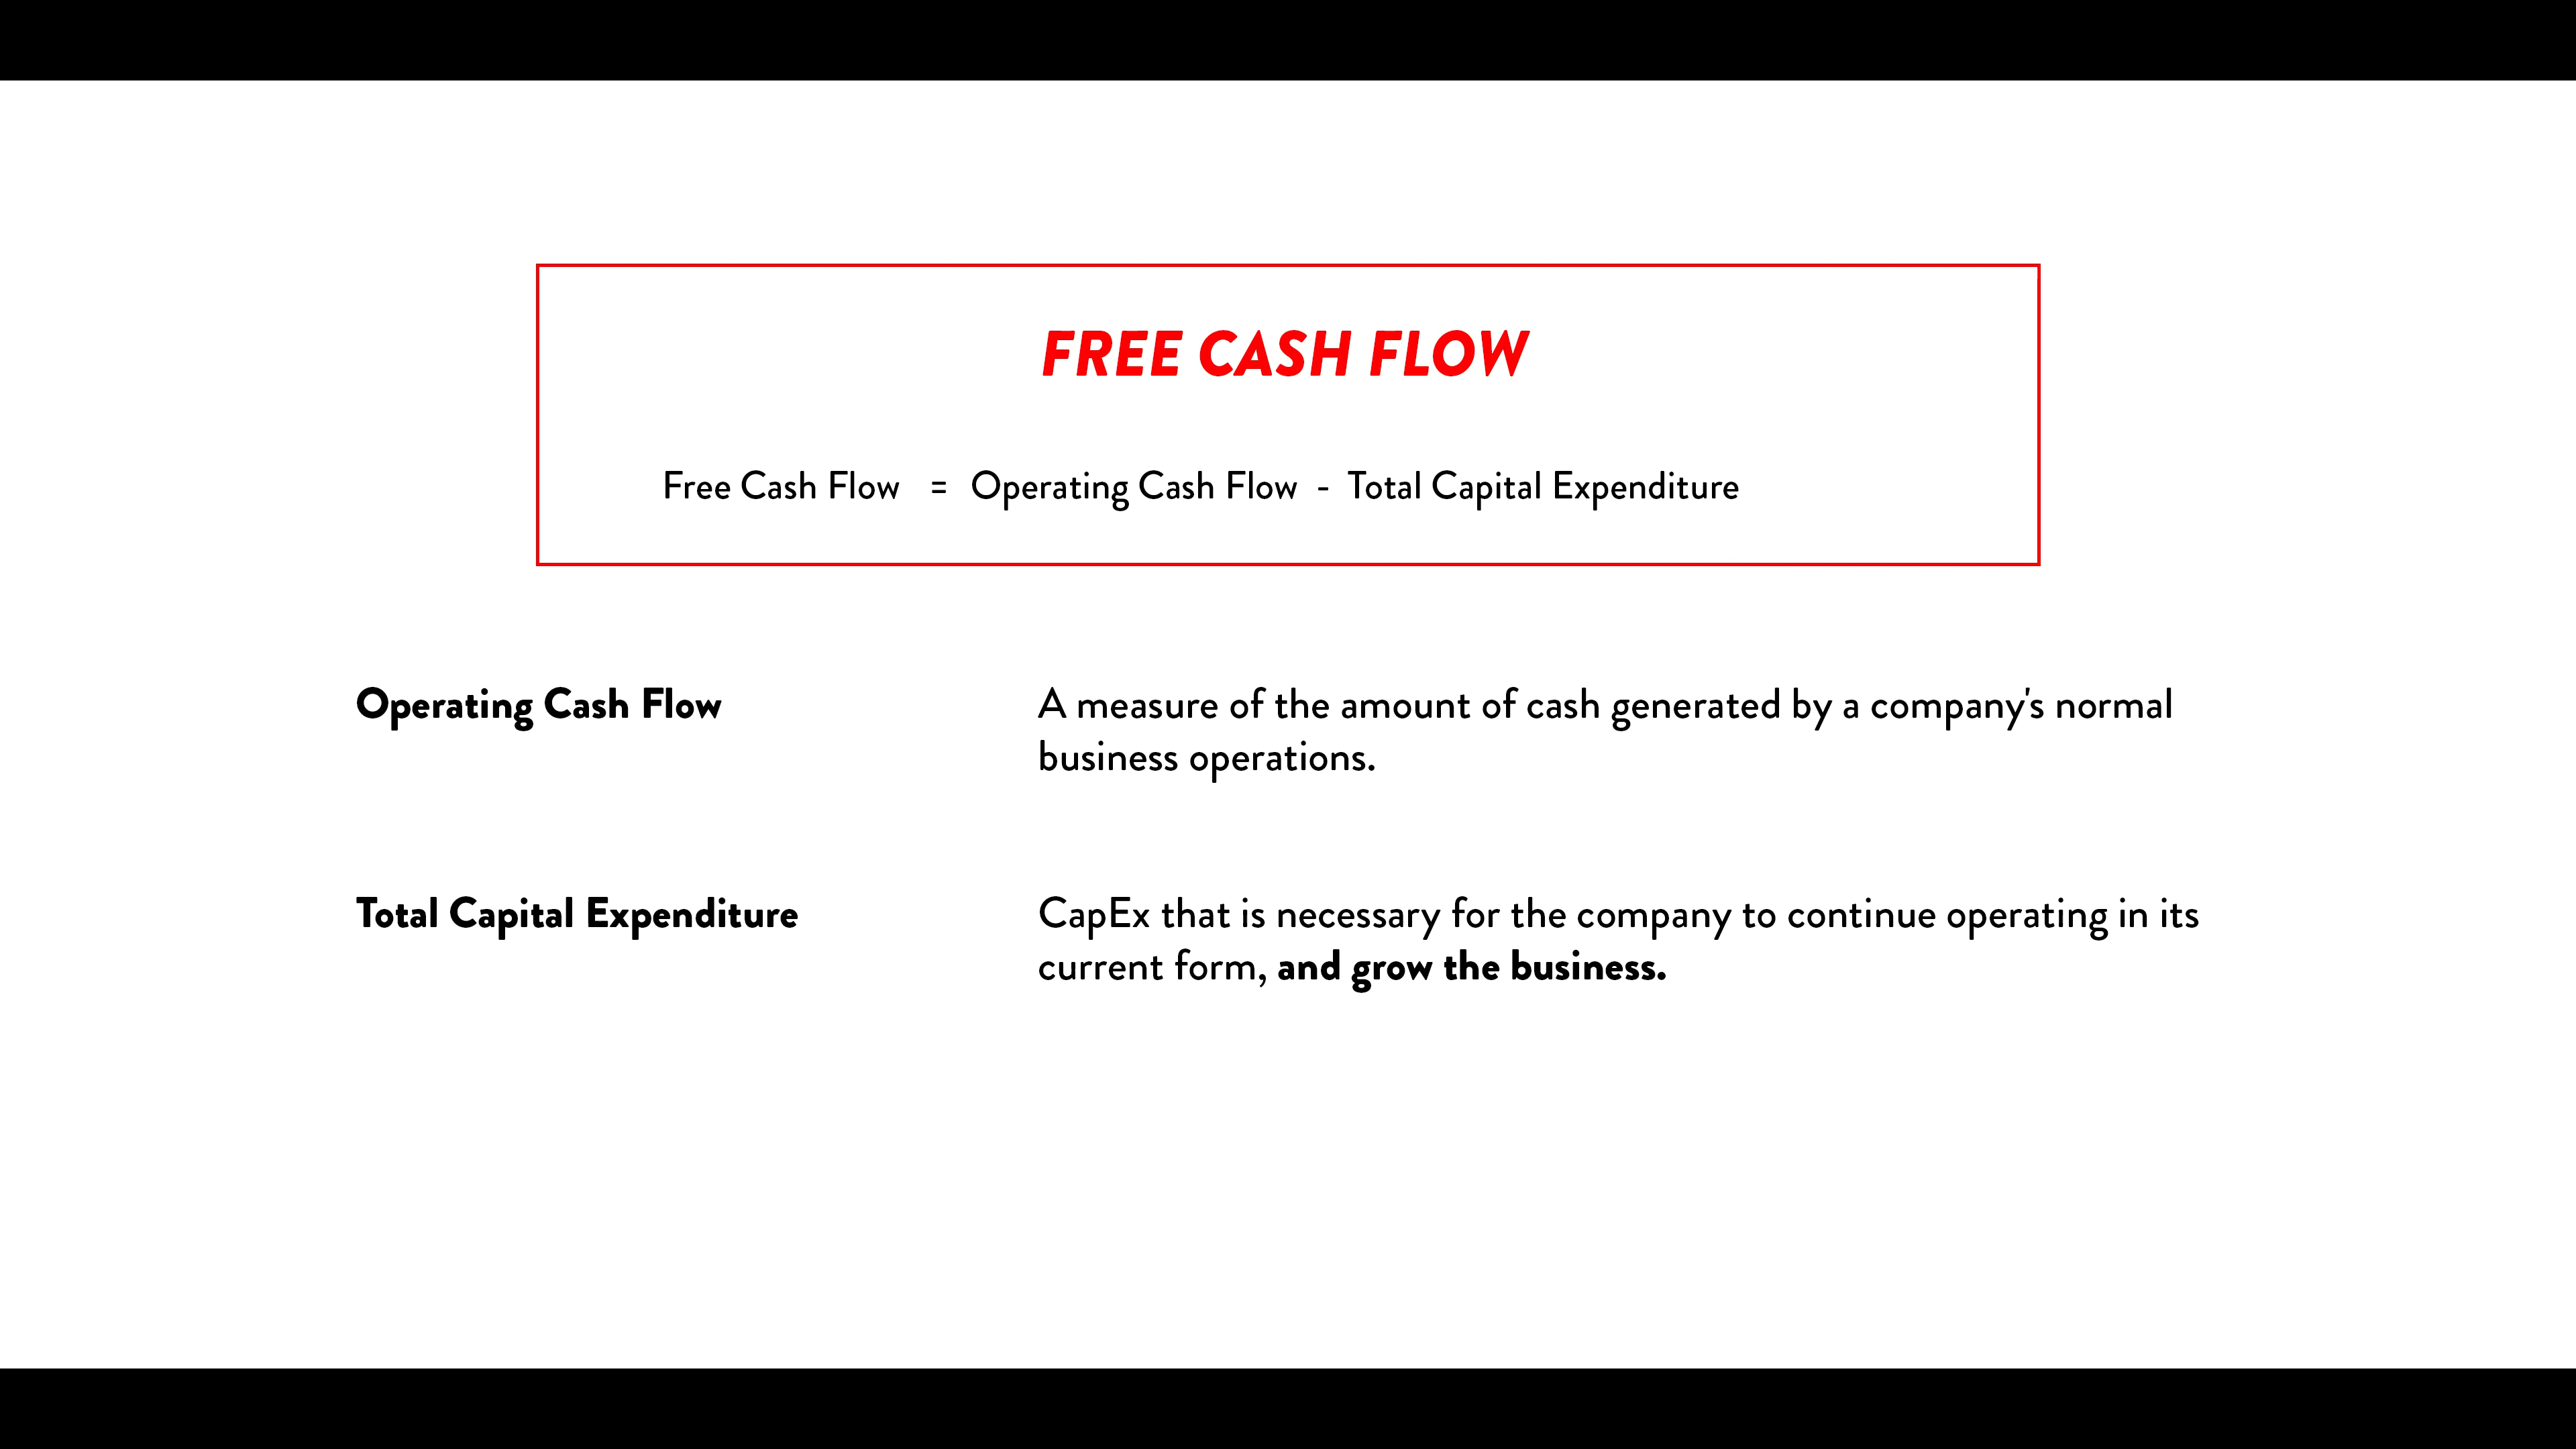 FREE CASH FLOW
Free Cash Flow = Operating Cash Flow - Total Capital Expenditure
Operating Cash Flow
A measure of the amount of cash generated by a company's normal
business operations.
Total Capital Expenditure
CapEx that is necessary for the company to continue operating in its
current form, and grow the business.